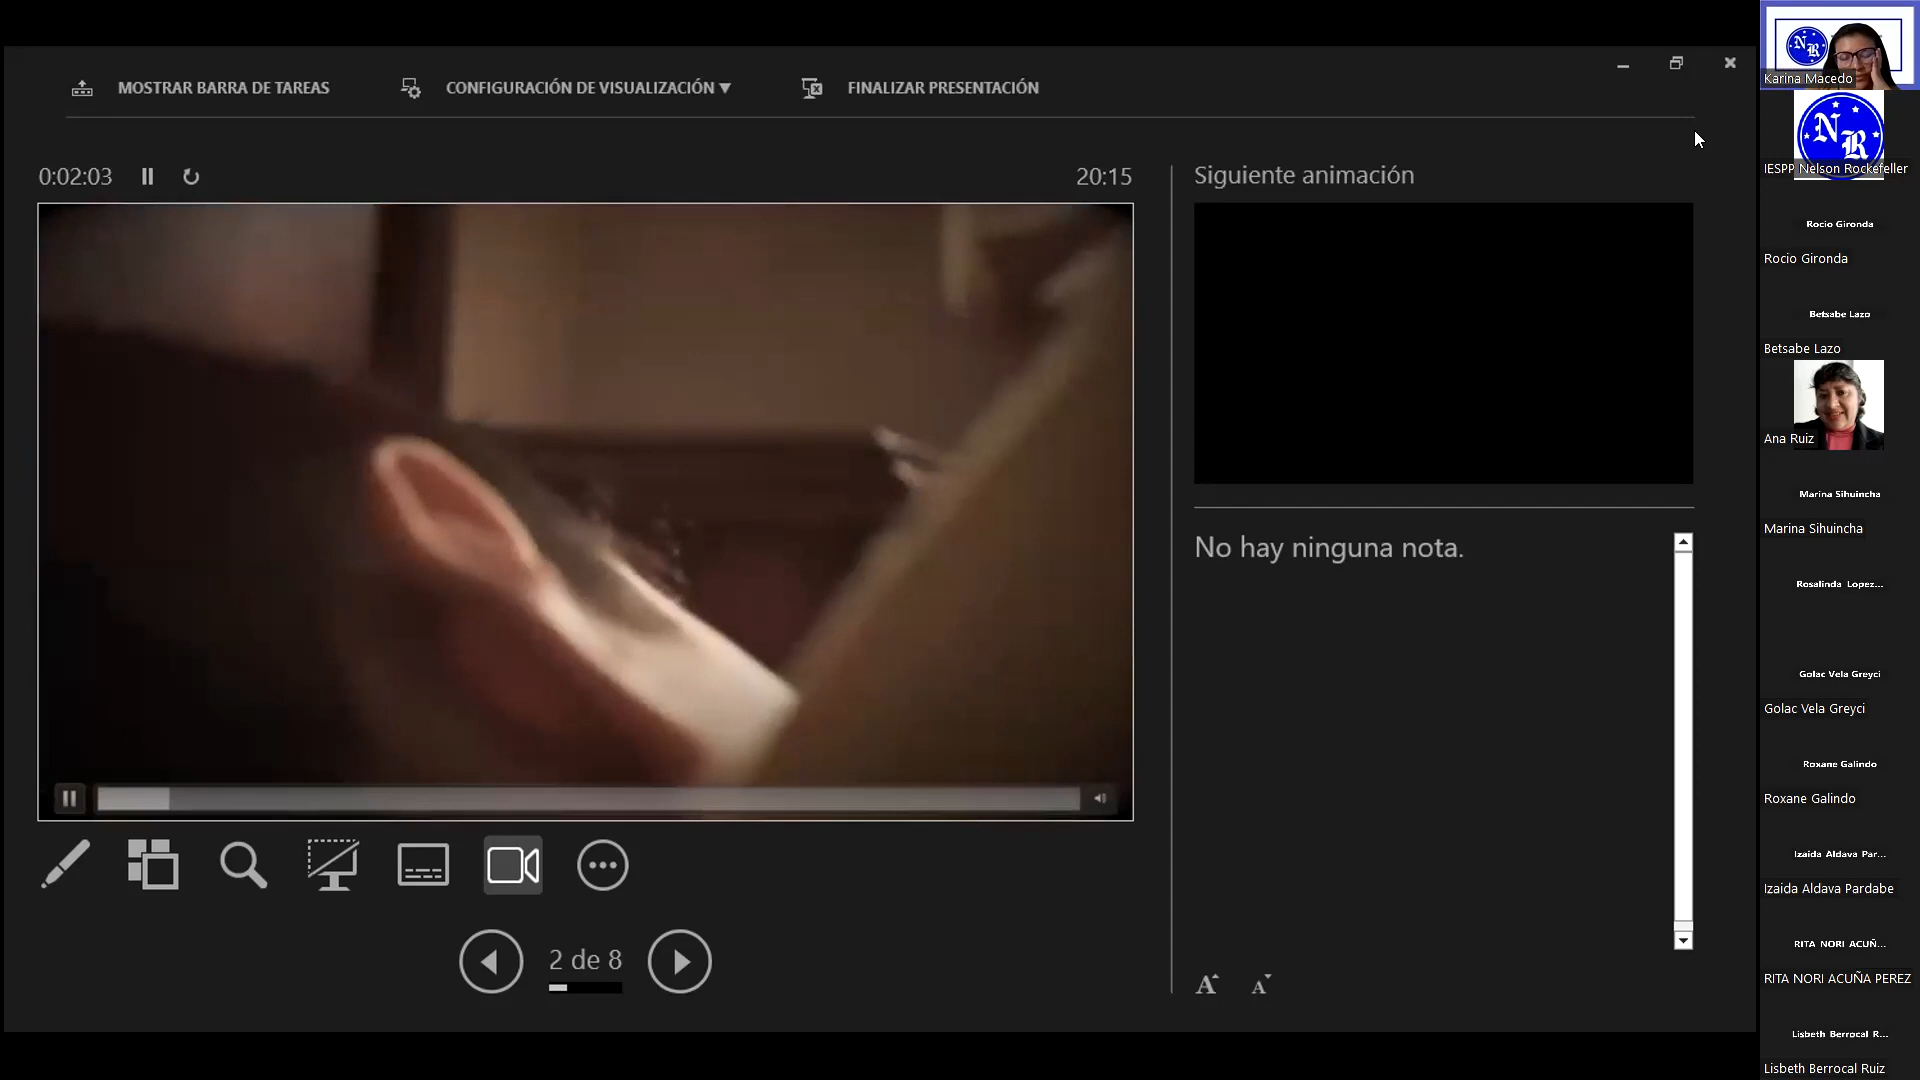 MOSTRAR BARRA DE TAREAS
CONFIGURACIÓN DE VISUALIZACIÓN ▼
FINALIZAR PRESENTACIÓN
0:02:03
20:15
Siguiente animación
No hay ninguna nota.
2 de 8
A
A
NR
Karina Macedo
NR
IESPP Nelson Rockefeller
Rocio Gironda
Rocio Gironda
Betsabe Lazo
Betsabe Lazo
Ana Ruiz
Marina Sihuincha
Marina Sihuincha
Rosalinda Lopez...
Golac Vela Greyci
Golac Vela Greyci
Roxane Galindo
Roxane Galindo
Izaida Aldava Par...
Izaida Aldava Pardabe
RITA NORI ACUÑ...
RITA NORI ACUÑA PEREZ
Lisbeth Berrocal R...
Lisbeth Berrocal Ruiz